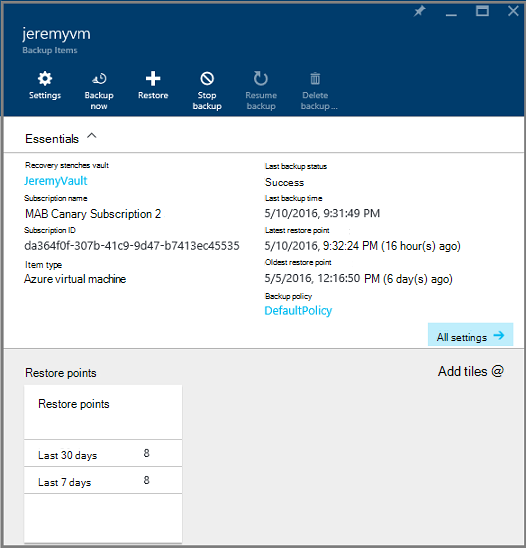 jeremyvm
Backup Items
Settings
Backup now
Restore
Stop backup
Resume backup
Delete backup ...
Essentials
Recovery stenches vault
JeremyVault
Subscription name
MAB Canary Subscription 2
Subscription ID
da364f0f-307b-41c9-9d47-b7413ec45535
Item type
Azure virtual machine
Last backup status
Success
Last backup time
5/10/2016, 9:31:49 PM
Latest restore point
5/10/2016, 9:32:24 PM (16 hour(s) ago)
Oldest restore point
5/5/2016, 12:16:50 PM (6 day(s) ago)
Backup policy
DefaultPolicy
All settings
Restore points
Add tiles @
Restore points
Last 30 days 8
Last 7 days 8